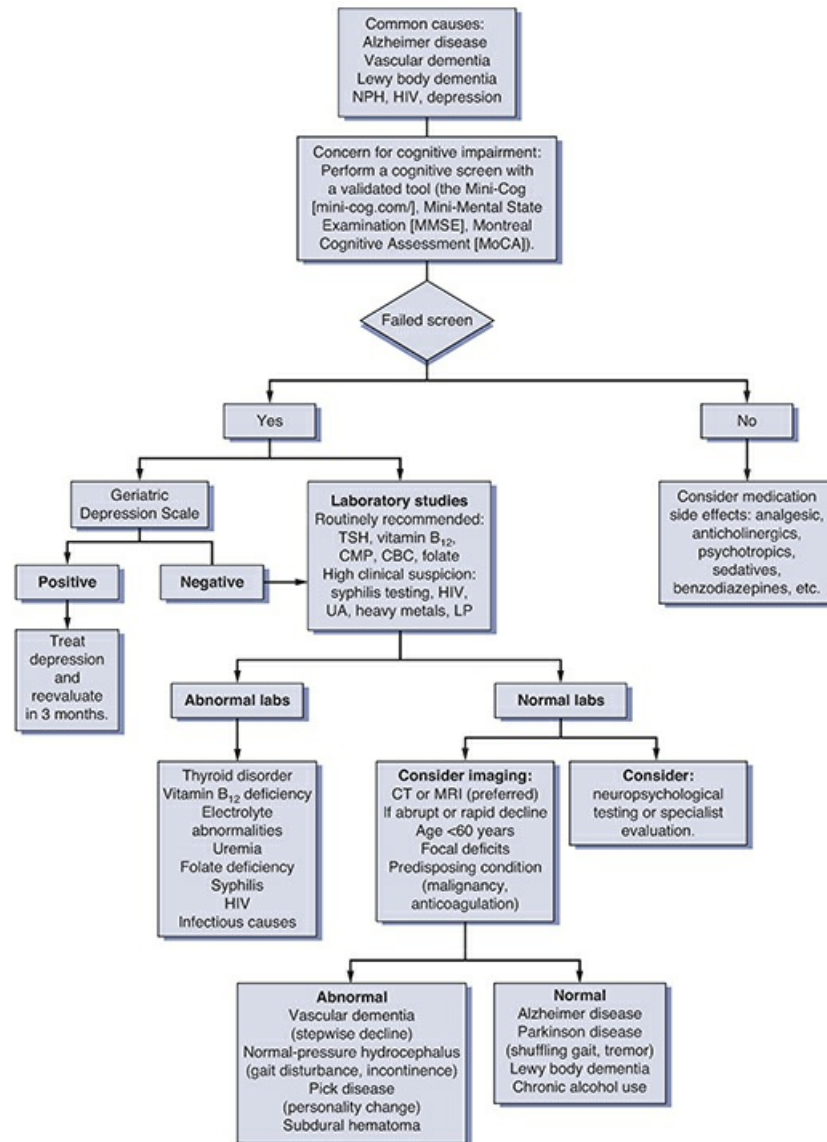 Common causes:
Alzheimer disease
Vascular dementia
Lewy body dementia
NPH, HIV, depression
Concern for cognitive impairment:
Perform a cognitive screen with
a validated tool (the Mini-Cog
[mini-cog.com/], Mini-Mental State
Examination [MMSE], Montreal
Cognitive Assessment [MoCA]).
Failed screen
Yes
No
Geriatric
Depression Scale
Laboratory studies
Routinely recommended:
TSH, vitamin B12,
CMP, CBC, folate
High clinical suspicion:
syphilis testing, HIV,
UA, heavy metals, LP
Consider medication
side effects: analgesic,
anticholinergics,
psychotropics,
sedatives,
benzodiazepines, etc.
Positive
Negative
Treat
depression
and
reevaluate
in 3 months.
Abnormal labs
Normal labs
Thyroid disorder
Vitamin B12 deficiency
Electrolyte
abnormalities
Uremia
Folate deficiency
Syphilis
HIV
Infectious causes
Consider imaging:
CT or MRI (preferred)
If abrupt or rapid decline
Age <60 years
Focal deficits
Predisposing condition
(malignancy,
anticoagulation)
Consider:
neuropsychological
testing or specialist
evaluation.
Abnormal
Vascular dementia
(stepwise decline)
Normal-pressure hydrocephalus
(gait disturbance, incontinence)
Pick disease
(personality change)
Subdural hematoma
Normal
Alzheimer disease
Parkinson disease
(shuffling gait, tremor)
Lewy body dementia
Chronic alcohol use